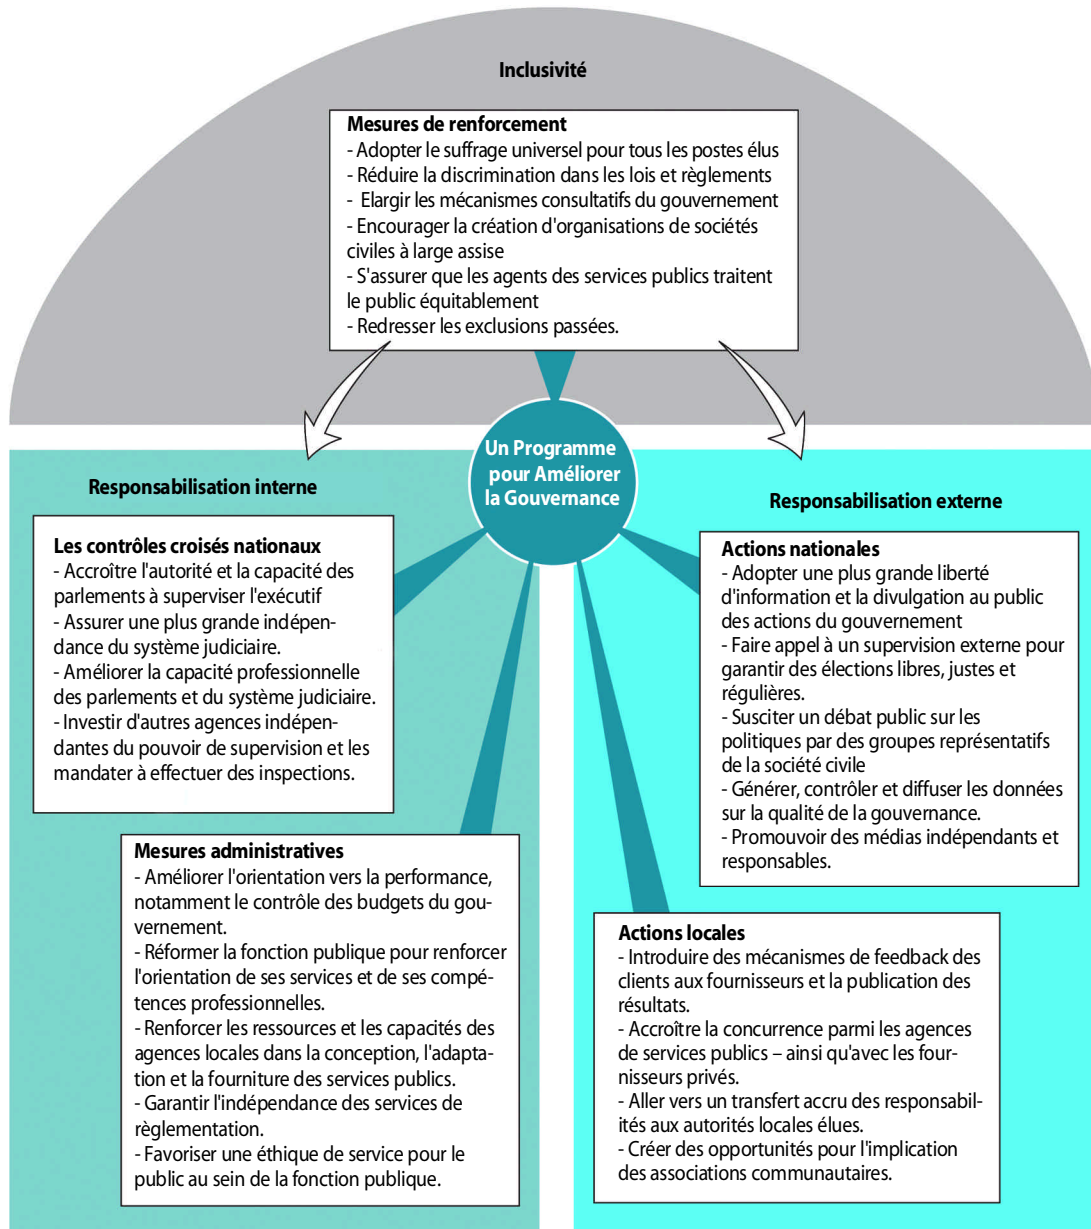 Inclusivité
Mesures de renforcement
- Adopter le suffrage universel pour tous les postes élus
- Réduire la discrimination dans les lois et règlements
- Elargir les mécanismes consultatifs du gouvernement
- Encourager la création d'organisations de sociétés
civiles à large assise
- S'assurer que les agents des services publics traitent
le public équitablement
- Redresser les exclusions passées.
Un Programme
pour Améliorer
la Gouvernance
Responsabilisation interne
Les contrôles croisés nationaux
- Accroître l'autorité et la capacité des
parlements à superviser l'exécutif
- Assurer une plus grande indépen-
dance du système judiciaire.
- Améliorer la capacité professionnelle
des parlements et du système judiciaire.
- Investir d'autres agences indépen-
dantes du pouvoir de supervision et les
mandater à effectuer des inspections.
Mesures administratives
- Améliorer l'orientation vers la performance,
notamment le contrôle des budgets du gou-
vernement.
- Réformer la fonction publique pour renforcer
l'orientation de ses services et de ses compé-
tences professionnelles.
- Renforcer les ressources et les capacités des
agences locales dans la conception, l'adapta-
tion et la fourniture des services publics.
- Garantir l'indépendance des services de
règlementation.
- Favoriser une éthique de service pour le
public au sein de la fonction publique.
Responsabilisation externe
Actions nationales
- Adopter une plus grande liberté
d'information et la divulgation au public
des actions du gouvernement
- Faire appel à un supervision externe pour
garantir des élections libres, justes et
régulières.
- Susciter un débat public sur les
politiques par des groupes représentatifs
de la société civile
- Générer, contrôler et diffuser les données
sur la qualité de la gouvernance.
- Promouvoir des médias indépendants et
responsables.
Actions locales
- Introduire des mécanismes de feedback des
clients aux fournisseurs et la publication des
résultats.
- Accroître la concurrence parmi les agences
de services publics – ainsi qu'avec les four-
nisseurs privés.
- Aller vers un transfert accru des responsabil-
ités aux autorités locales élues.
- Créer des opportunités pour l'implication
des associations communautaires.